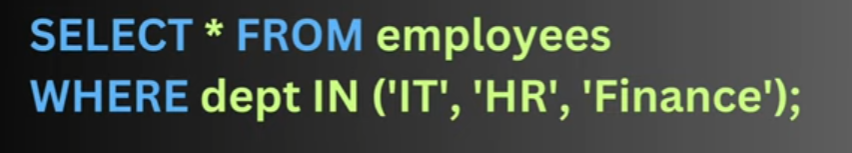 SELECT * FROM employees
WHERE dept IN ('IT', 'HR', 'Finance');